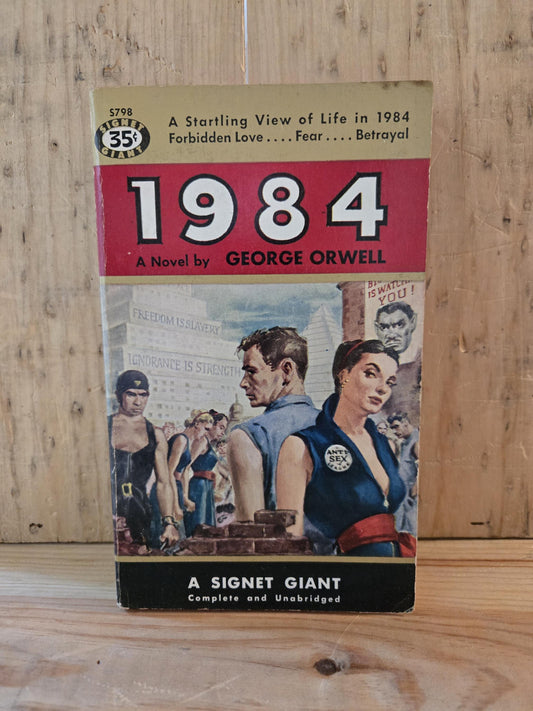 S798
SIGNET
35¢
GIANT
A Startling View of Life in 1984
Forbidden Love .... Fear .... Betrayal
1984
A Novel by GEORGE ORWELL
FREEDOM IS SLAVERY
IGNORANCE IS STRENGTH
IS WATCHING
YOU!
ANTI
SEX
LEAGUE
A SIGNET GIANT
Complete and Unabridged